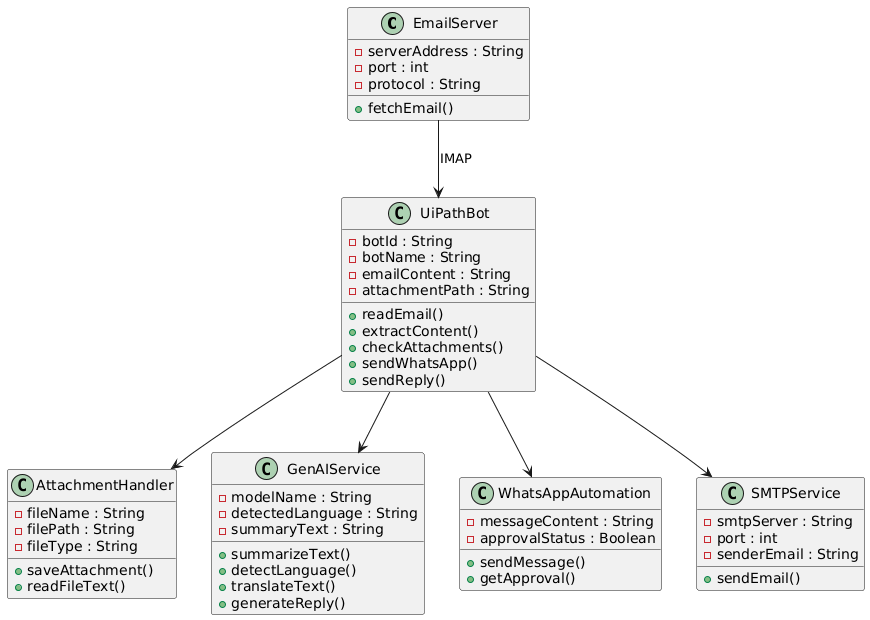 C EmailServer
serverAddress : String
port : int
protocol : String
fetchEmail()
IMAP
C UiPathBot
botId : String
botName : String
emailContent : String
attachmentPath : String
readEmail()
extractContent()
checkAttachments()
sendWhatsApp()
sendReply()
C AttachmentHandler
fileName : String
filePath : String
fileType : String
saveAttachment()
readFileText()
C GenAIService
modelName : String
detectedLanguage : String
summaryText : String
summarizeText()
detectLanguage()
translateText()
generateReply()
C WhatsAppAutomation
messageContent : String
approvalStatus : Boolean
sendMessage()
getApproval()
C SMTPService
smtpServer : String
port : int
senderEmail : String
sendEmail()